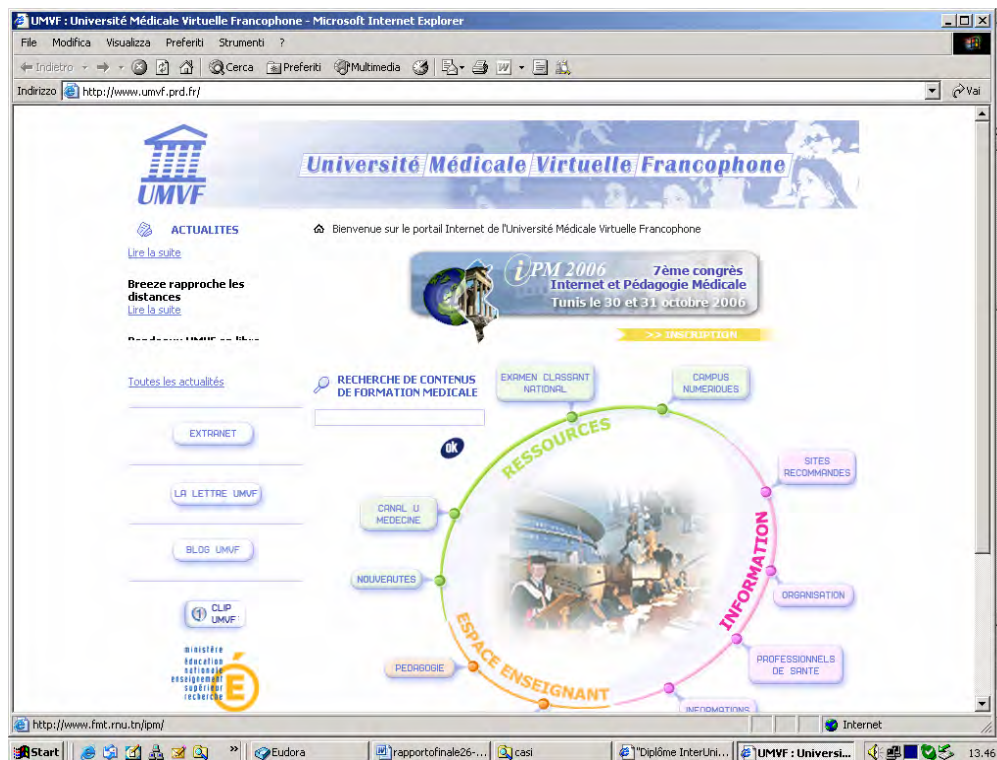 UMVF : Université Médicale Virtuelle Francophone - Microsoft Internet Explorer
File Modifica Visualizza Preferiti Strumenti ?
Indietro Cerca Preferiti Multimedia
Indirizzo http://www.umvf.prd.fr/ Vai
UMVF
Université Médicale Virtuelle Francophone
ACTUALITES
Lire la suite
Breeze rapproche les
distances
Lire la suite
Toutes les actualités
EXTRANET
LA LETTRE UMVF
BLOG UMVF
CLIP
UMVF
ministère
éducation
nationale
enseignement
supérieur
recherche
Bienvenue sur le portail Internet de l'Université Médicale Virtuelle Francophone
iPM 2006 7ème congrès
Internet et Pédagogie Médicale
Tunis le 30 et 31 octobre 2006
>> INSCRIPTION
RECHERCHE DE CONTENUS
DE FORMATION MEDICALE
ok
RESSOURCES
EXAMEN CLASSANT
NATIONAL
CAMPUS
NUMERIQUES
CANAL U
MEDECINE
NOUVEAUTES
INFORMATION
SITES
RECOMMANDES
ORGANISATION
PROFESSIONNELS
DE SANTE
INFORMATIONS
ESPACE ENSEIGNANT
PEDAGOGIE
http://www.fmt.rnu.tn/ipm/ Internet
Start » Eudora rapportofinale26-... casi "Diplôme InterUni... UMVF : Universi... 13.46